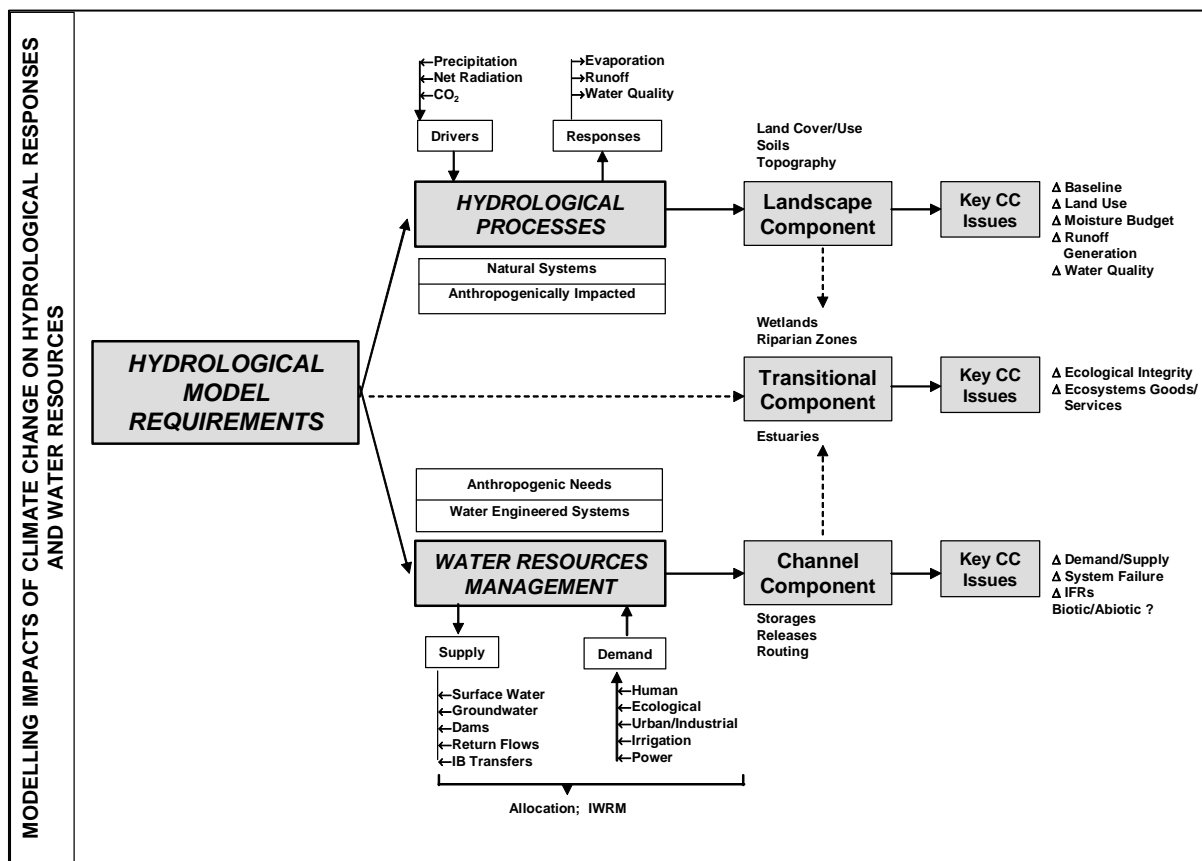 MODELLING IMPACTS OF CLIMATE CHANGE ON HYDROLOGICAL RESPONSES
AND WATER RESOURCES
Precipitation
Net Radiation
CO₂
Drivers
Evaporation
Runoff
Water Quality
Responses
HYDROLOGICAL
PROCESSES
Natural Systems
Anthropogenically Impacted
Land Cover/Use
Soils
Topography
Landscape
Component
Key CC
Issues
Δ Baseline
Δ Land Use
Δ Moisture Budget
Δ Runoff
Generation
Δ Water Quality
HYDROLOGICAL
MODEL
REQUIREMENTS
Wetlands
Riparian Zones
Transitional
Component
Estuaries
Key CC
Issues
Δ Ecological Integrity
Δ Ecosystems Goods/
Services
Anthropogenic Needs
Water Engineered Systems
WATER RESOURCES
MANAGEMENT
Channel
Component
Storages
Releases
Routing
Key CC
Issues
Δ Demand/Supply
Δ System Failure
Δ IFRs
Biotic/Abiotic ?
Supply
Surface Water
Groundwater
Dams
Return Flows
IB Transfers
Demand
Human
Ecological
Urban/Industrial
Irrigation
Power
Allocation; IWRM